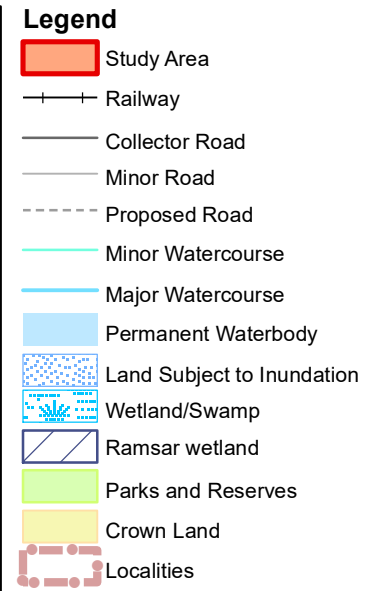 Legend
Study Area
Railway
Collector Road
Minor Road
Proposed Road
Minor Watercourse
Major Watercourse
Permanent Waterbody
Land Subject to Inundation
Wetland/Swamp
Ramsar wetland
Parks and Reserves
Crown Land
Localities